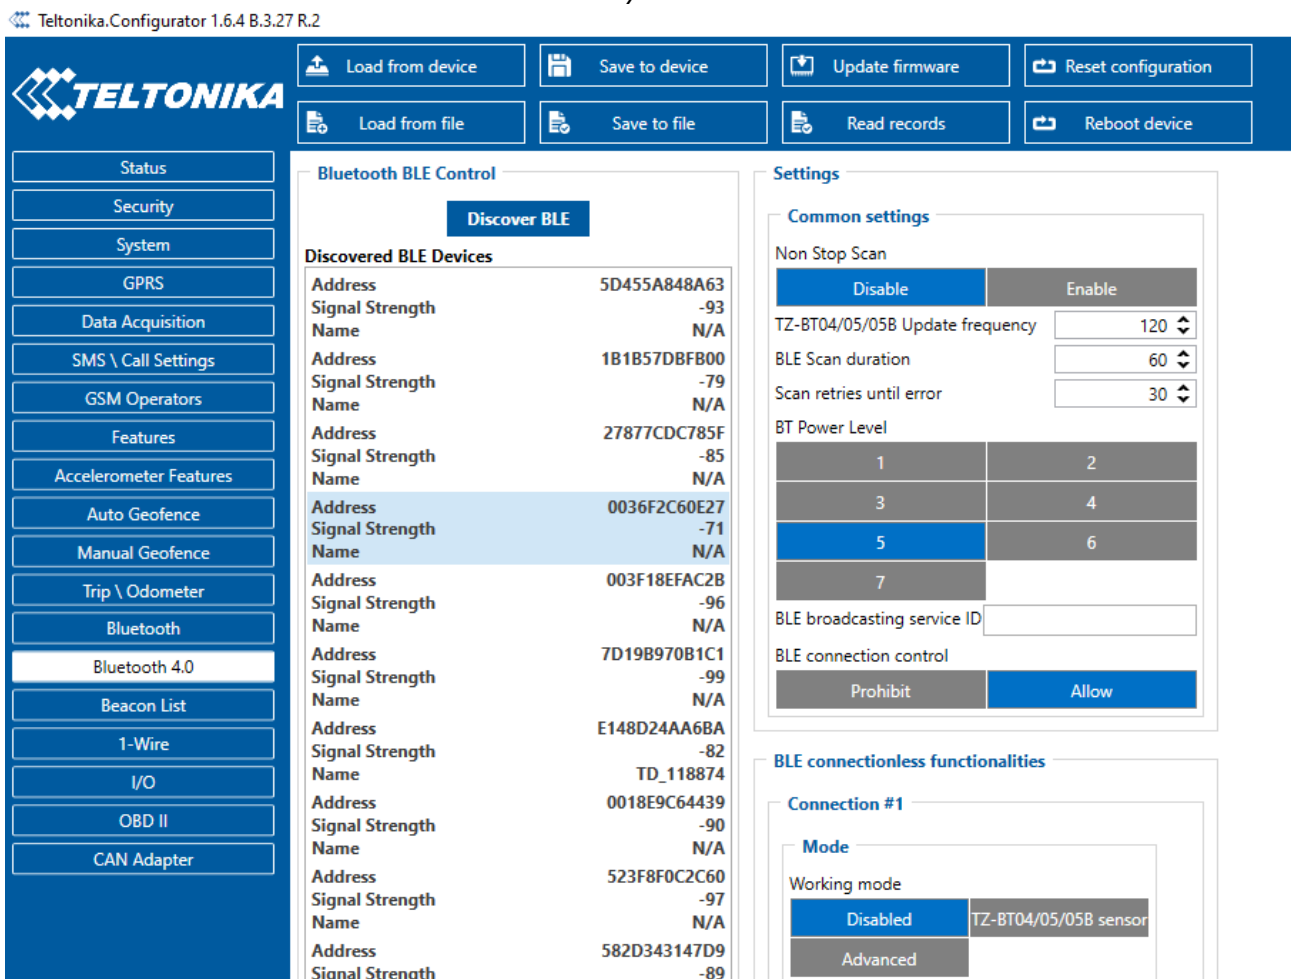 Teltonika.Configurator 1.6.4 B.3.27 R.2
TELTONIKA
Load from device
Save to device
Update firmware
Reset configuration
Load from file
Save to file
Read records
Reboot device
Status
Security
System
GPRS
Data Acquisition
SMS \ Call Settings
GSM Operators
Features
Accelerometer Features
Auto Geofence
Manual Geofence
Trip \ Odometer
Bluetooth
Bluetooth 4.0
Beacon List
1-Wire
I/O
OBD II
CAN Adapter
Bluetooth BLE Control
Discover BLE
Discovered BLE Devices
Address 5D455A848A63
Signal Strength -93
Name N/A
Address 1B1B57DBFB00
Signal Strength -79
Name N/A
Address 27877CDC785F
Signal Strength -85
Name N/A
Address 0036F2C60E27
Signal Strength -71
Name N/A
Address 003F18EFAC2B
Signal Strength -96
Name N/A
Address 7D19B970B1C1
Signal Strength -99
Name N/A
Address E148D24AA6BA
Signal Strength -82
Name TD_118874
Address 0018E9C64439
Signal Strength -90
Name N/A
Address 523F8F0C2C60
Signal Strength -97
Name N/A
Address 582D343147D9
Signal Strength -89
Settings
Common settings
Non Stop Scan
Disable Enable
TZ-BT04/05/05B Update frequency 120
BLE Scan duration 60
Scan retries until error 30
BT Power Level
1 2
3 4
5 6
7
BLE broadcasting service ID
BLE connection control
Prohibit Allow
BLE connectionless functionalities
Connection #1
Mode
Working mode
Disabled TZ-BT04/05/05B sensor
Advanced